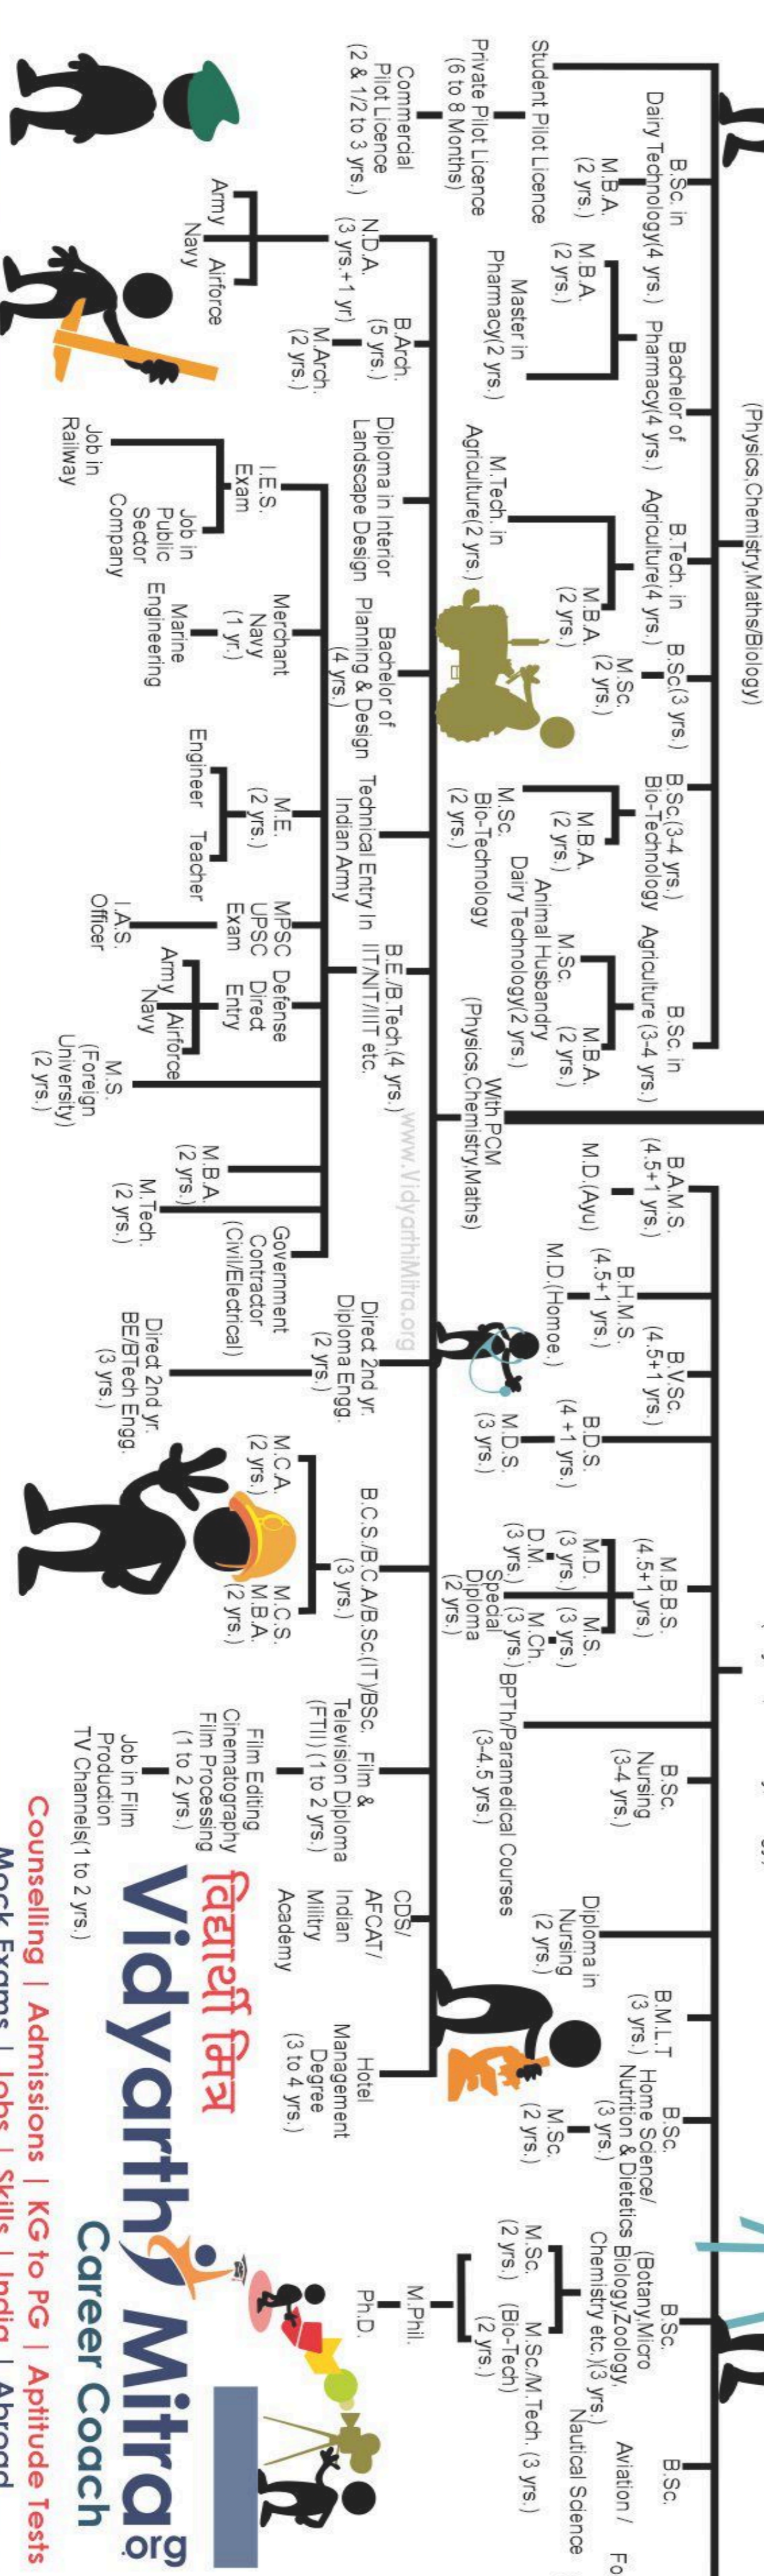 (Physics,Chemistry,Maths/Biology)
Student Pilot Licence
Private Pilot Licence
(6 to 8 Months)
Commercial
Pilot Licence
(2 & 1/2 to 3 yrs.)
B.Sc. in
Dairy Technology(4 yrs.)
M.B.A.
(2 yrs.)
Bachelor of
Pharmacy(4 yrs.)
M.B.A.
(2 yrs.)
Master in
Pharmacy(2 yrs.)
B.Tech. in
Agriculture(4 yrs.)
M.Tech. in
Agriculture(2 yrs.)
M.B.A.
(2 yrs.)
B.Sc.(3 yrs.)
M.Sc.
(2 yrs.)
B.Sc.(3-4 yrs.)
Bio-Technology
M.B.A.
(2 yrs.)
M.Sc.
Bio-Technology
(2 yrs.)
B.Sc. in
Agriculture (3-4 yrs.)
M.Sc.
Animal Husbandry
Dairy Technology(2 yrs.)
M.B.A.
(2 yrs.)
B.A.M.S.
(4.5+1 yrs.)
M.D.(Ayu)
B.H.M.S.
(4.5+1 yrs.)
M.D.(Homoe.)
B.V.Sc.
(4.5+1 yrs.)
B.D.S.
(4 +1 yrs.)
M.D.S.
(3 yrs.)
M.B.B.S.
(4.5+1 yrs.)
M.D.
(3 yrs.)
D.M.
(3 yrs.)
M.S.
(3 yrs.)
M.Ch.
(3 yrs.)
Special
Diploma
(2 yrs.)
BPTh/Paramedical Courses
(3-4.5 yrs.)
B.Sc.
Nursing
(3-4 yrs.)
Diploma in
Nursing
(2 yrs.)
B.M.L.T
(3 yrs.)
B.Sc.
Home Science/
Nutrition & Dietetics
(3 yrs.)
M.Sc.
(2 yrs.)
B.Sc.
(Botany,Micro
Biology,Zoology,
Chemistry etc.)(3 yrs.)
M.Sc.
(2 yrs.)
M.Sc./M.Tech.
(Bio-Tech)
(2 yrs.)
M.Phil.
Ph.D.
B.Sc.
Aviation /
Nautical Science
(3 yrs.)
With PCM
(Physics,Chemistry,Maths)
N.D.A.
(3 yrs.+1 yr)
Army
Navy
Airforce
B.Arch.
(5 yrs.)
M.Arch.
(2 yrs.)
Diploma in Interior
Landscape Design
Bachelor of
Planning & Design
(4 yrs.)
Technical Entry In
Indian Army
B.E./B.Tech.(4 yrs.)
IIT/NIT/IIIT etc.
www.VidyarthiMitra.org
I.E.S.
Exam
Job in
Railway
Job in
Public
Sector
Company
Merchant
Navy
(1 yr.)
Marine
Engineering
M.E.
(2 yrs.)
Engineer
Teacher
MPSC
UPSC
Exam
I.A.S.
Officer
Defense
Direct
Entry
Army
Navy
Airforce
M.S.
(Foreign
University)
(2 yrs.)
M.B.A.
(2 yrs.)
M.Tech.
(2 yrs.)
Government
Contractor
(Civil/Electrical)
Direct 2nd yr.
Diploma Engg.
(2 yrs.)
Direct 2nd yr.
BE/BTech Engg.
(3 yrs.)
B.C.S./B.C.A/B.Sc.(IT)/BSc.
(3 yrs.)
M.C.A.
(2 yrs.)
M.C.S.
M.B.A.
(2 yrs.)
Film &
Television Diploma
(FTII) (1 to 2 yrs.)
Film Editing
Cinematography
Film Processing
(1 to 2 yrs.)
Job in Film
Production
TV Channels(1 to 2 yrs.)
CDS/
AFCAT/
Indian
Militry
Academy
Hotel
Management
Degree
(3 to 4 yrs.)
विद्यार्थी मित्र
Vidyarthi Mitra.org
Career Coach
Counselling | Admissions | KG to PG | Aptitude Tests
Mock Exams | Jobs | Skills | India | Abroad